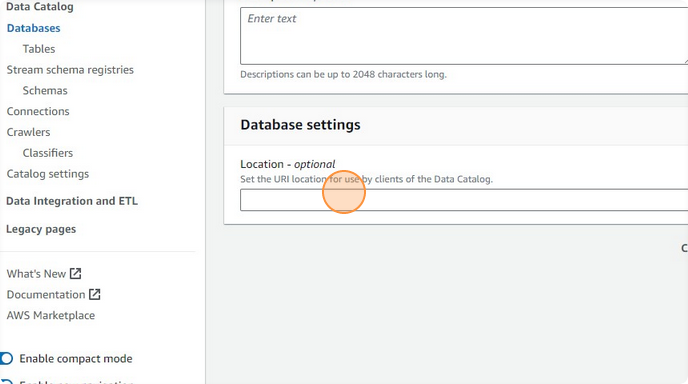 Data Catalog
Databases
Tables
Stream schema registries
Schemas
Connections
Crawlers
Classifiers
Catalog settings
Data Integration and ETL
Legacy pages
What's New
Documentation
AWS Marketplace
Enable compact mode
Enter text
Descriptions can be up to 2048 characters long.
Database settings
Location - optional
Set the URI location for use by clients of the Data Catalog.
C